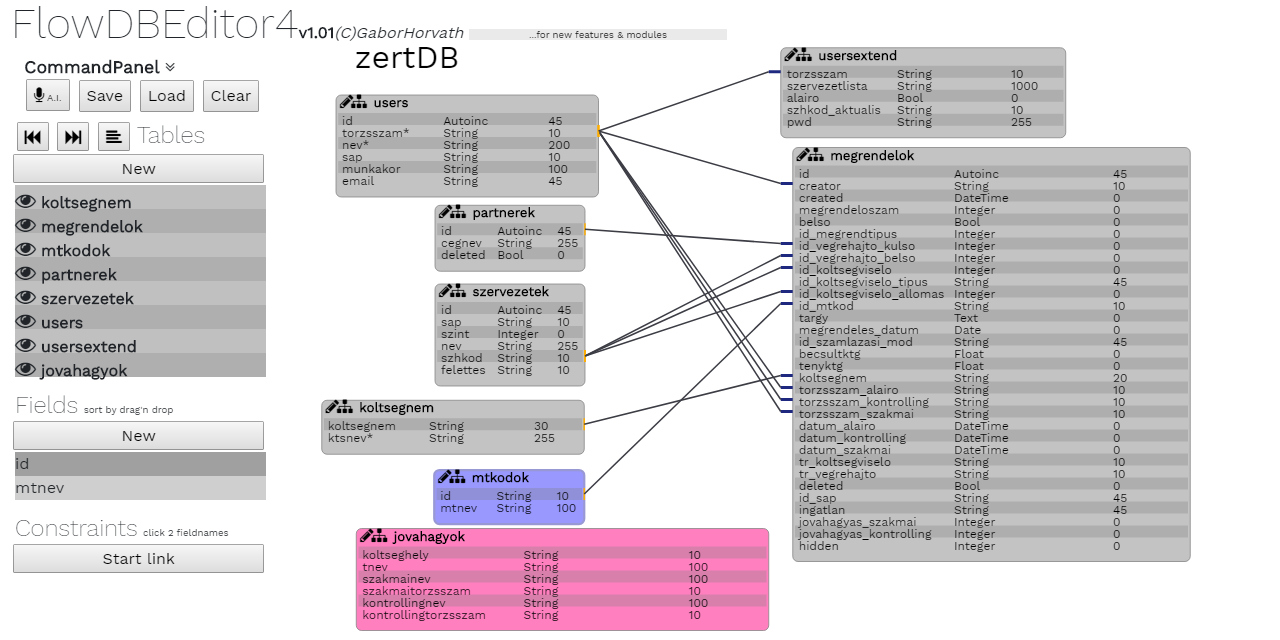 FlowDBEditor4v1.01(C)GaborHorvath ...for new features & modules
CommandPanel
A.I. Save Load Clear
Tables
New
koltsegnem
megrendelok
mtkodok
partnerek
szervezetek
users
usersextend
jovahagyok
Fields sort by drag'n drop
New
id
mtnev
Constraints click 2 fieldnames
Start link
zertDB
users
id Autoinc 45
torzsszam* String 10
nev* String 200
sap String 10
munkakor String 100
email String 45
partnerek
id Autoinc 45
cegnev String 255
deleted Bool 0
szervezetek
id Autoinc 45
sap String 10
szint Integer 0
nev String 255
szhkod String 10
felettes String 10
koltsegnem
koltsegnem String 30
ktsnev* String 255
mtkodok
id String 10
mtnev String 100
jovahagyok
koltseghely String 10
tnev String 100
szakmainev String 100
szakmaitorzsszam String 10
kontrollingnev String 100
kontrollingtorzsszam String 10
usersextend
torzsszam String 10
szervezetlista String 1000
alairo Bool 0
szhkod_aktualis String 10
pwd String 255
megrendelok
id Autoinc 45
creator String 10
created DateTime 0
megrendeloszam Integer 0
belso Bool 0
id_megrendtipus Integer 0
id_vegrehajto_kulso Integer 0
id_vegrehajto_belso Integer 0
id_koltsegviselo Integer 0
id_koltsegviselo_tipus String 45
id_koltsegviselo_allomas Integer 0
id_mtkod String 10
targy Text 0
megrendeles_datum Date 0
id_szamlazasi_mod String 45
becsultktg Float 0
tenyktg Float 0
koltsegnem String 20
torzsszam_alairo String 10
torzsszam_kontrolling String 10
torzsszam_szakmai String 10
datum_alairo DateTime 0
datum_kontrolling DateTime 0
datum_szakmai DateTime 0
tr_koltsegviselo String 10
tr_vegrehajto String 10
deleted Bool 0
id_sap String 45
ingatlan String 45
jovahagyas_szakmai Integer 0
jovahagyas_kontrolling Integer 0
hidden Integer 0